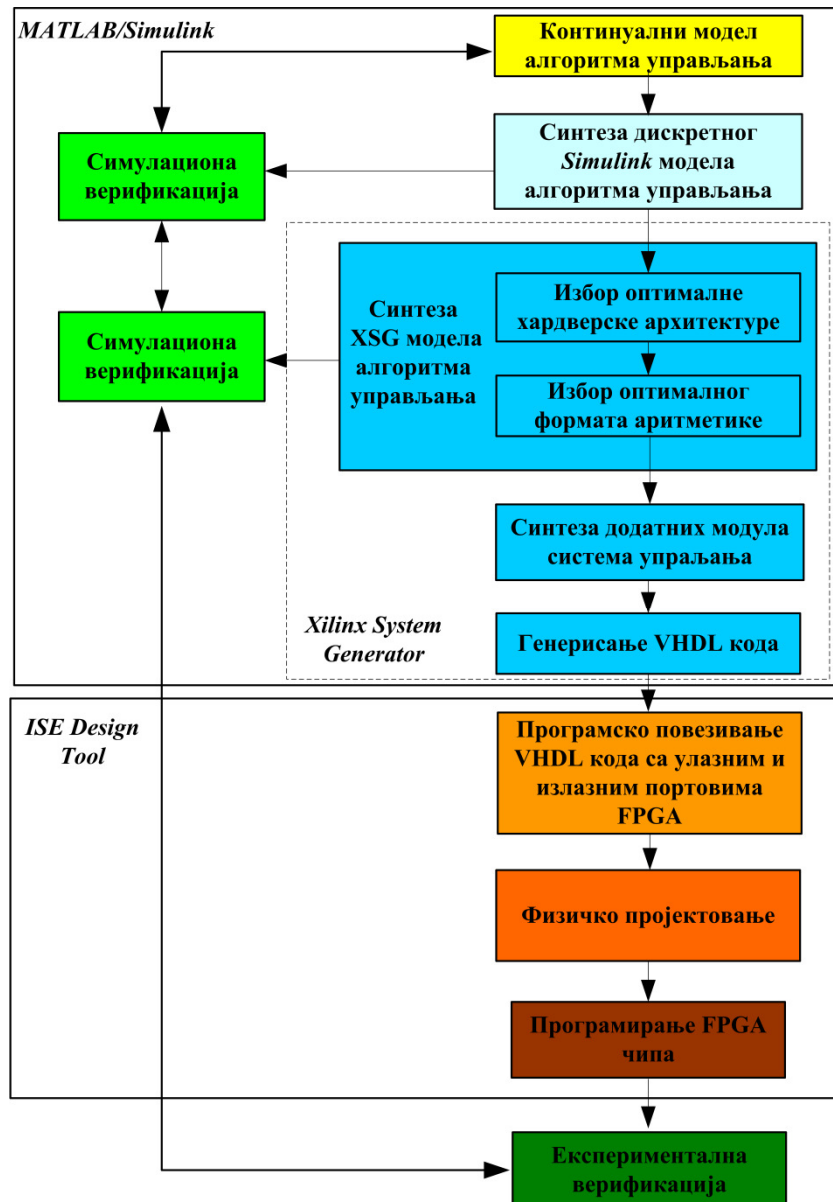 MATLAB/Simulink
Континуални модел
алгоритма управљања
Синтеза дискретног
Simulink модела
алгоритма управљања
Симулациона
верификација
Синтеза
XSG модела
алгоритма
управљања
Избор оптималне
хардверске архитектуре
Избор оптималног
формата аритметике
Симулациона
верификација
Синтеза додатних модула
система упраљања
Xilinx System
Generator
Генерисање VHDL кода
ISE Design
Tool
Програмско повезивање
VHDL кода са улазним и
излазним портовима
FPGA
Физичко пројектовање
Програмирање FPGA
чипа
Експериментална
верификација